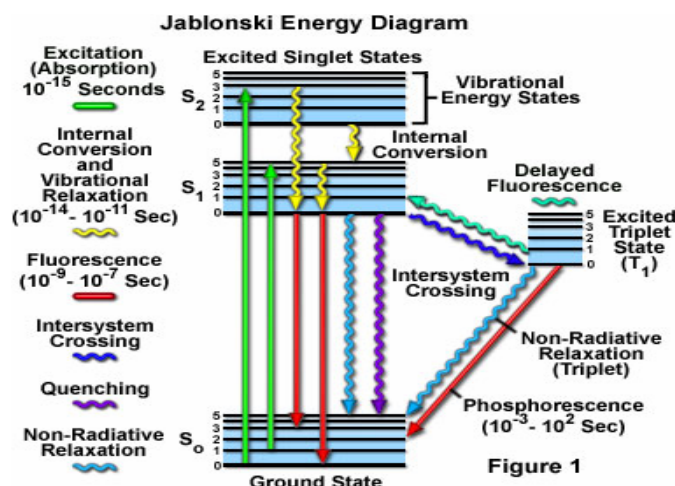 Jablonski Energy Diagram
Excitation
(Absorption)
10⁻¹⁵ Seconds
Internal
Conversion
and
Vibrational
Relaxation
(10⁻¹⁴ - 10⁻¹¹ Sec)
Fluorescence
(10⁻⁹ - 10⁻⁷ Sec)
Intersystem
Crossing
Quenching
Non-Radiative
Relaxation
Excited Singlet States
S₂
5
3
2
1
0
Vibrational
Energy States
Internal
Conversion
S₁
5
4
3
2
1
0
Delayed
Fluorescence
5
3
2
1
0
Excited
Triplet
State
(T₁)
Intersystem
Crossing
Non-Radiative
Relaxation
(Triplet)
Phosphorescence
(10⁻³ - 10² Sec)
S₀
5
3
2
1
0
Ground State
Figure 1